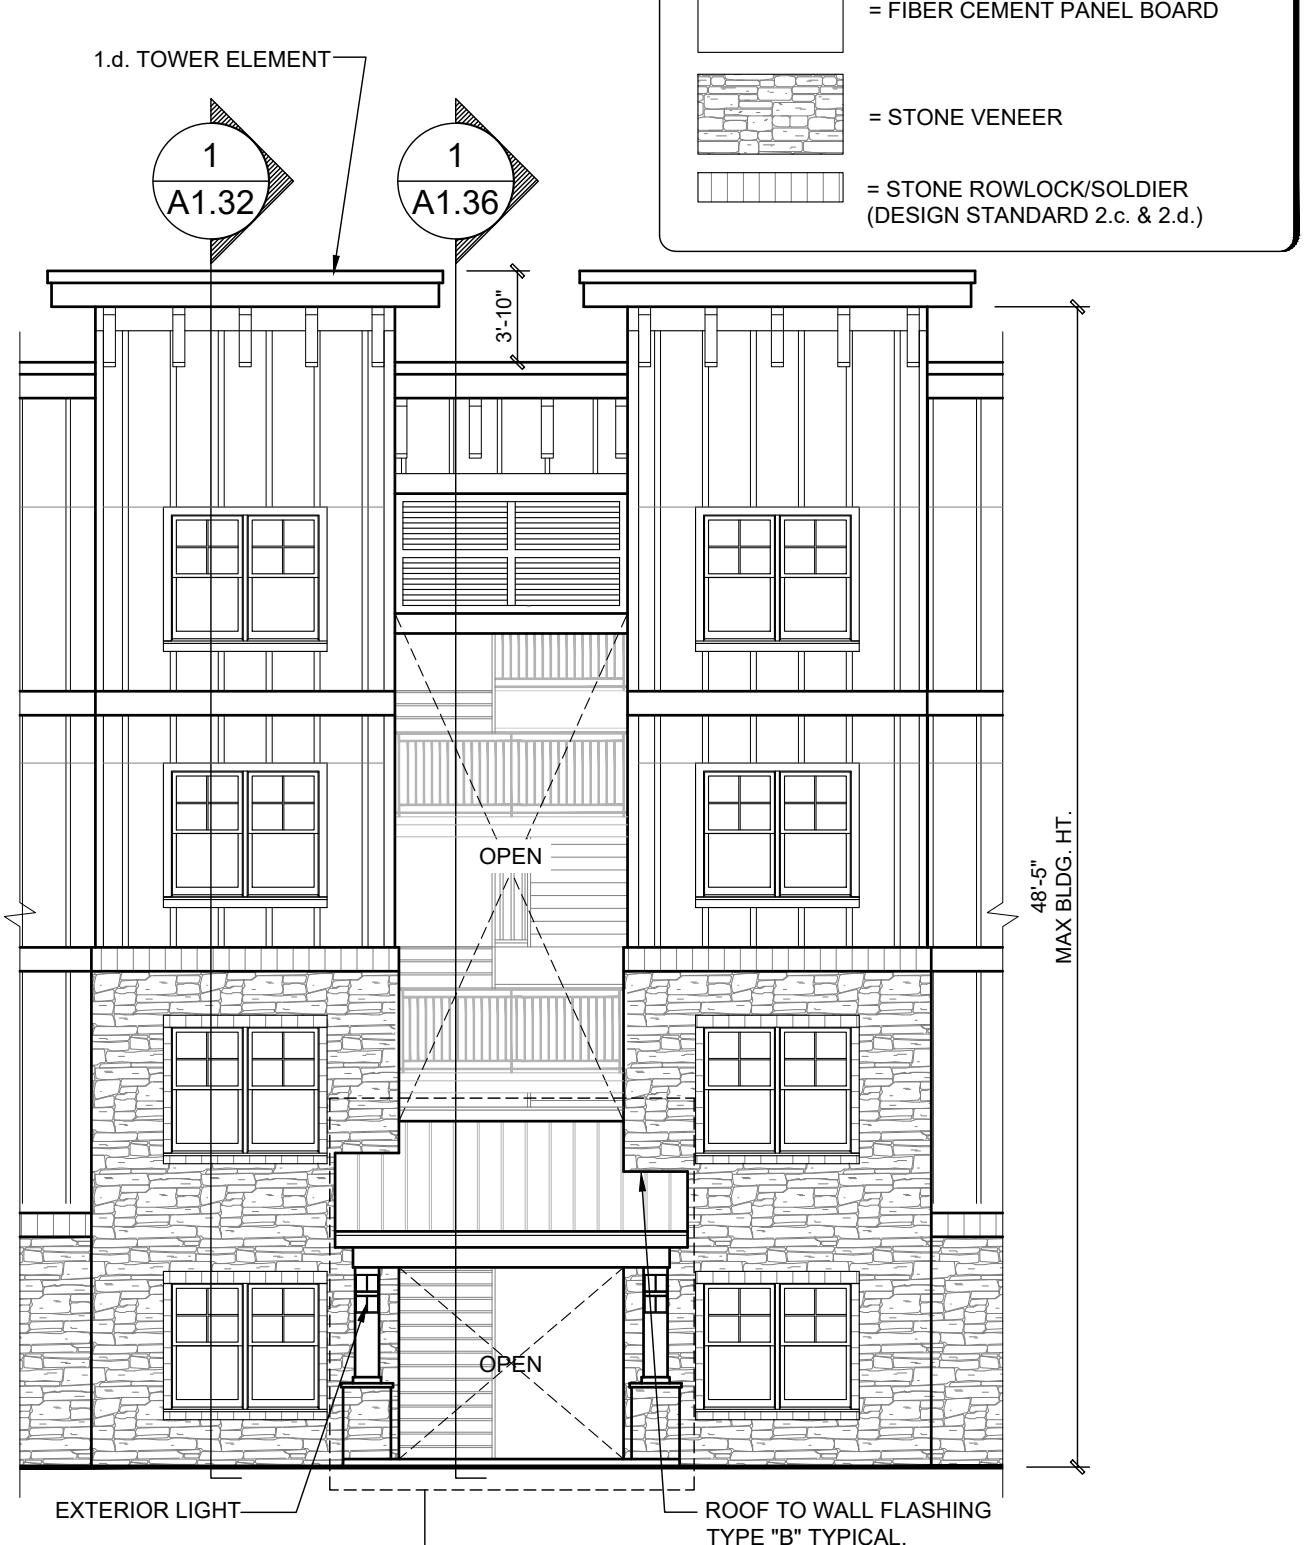 = FIBER CEMENT PANEL BOARD
1.d. TOWER ELEMENT
= STONE VENEER
1
A1.32
1
A1.36
= STONE ROWLOCK/SOLDIER
(DESIGN STANDARD 2.c. & 2.d.)
3'-10"
OPEN
48'-5"
MAX BLDG. HT.
OPEN
EXTERIOR LIGHT
ROOF TO WALL FLASHING
TYPE "B" TYPICAL.